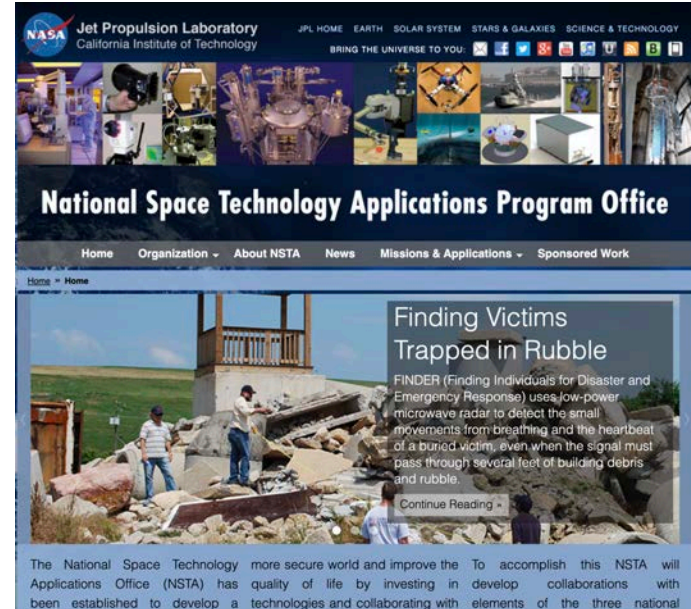 NASA
Jet Propulsion Laboratory
California Institute of Technology
JPL HOME EARTH SOLAR SYSTEM STARS & GALAXIES SCIENCE & TECHNOLOGY
BRING THE UNIVERSE TO YOU:
National Space Technology Applications Program Office
Home Organization About NSTA News Missions & Applications Sponsored Work
Home » Home
Finding Victims
Trapped in Rubble
FINDER (Finding Individuals for Disaster and
Emergency Response) uses low-power
microwave radar to detect the small
movements from breathing and the heartbeat
of a buried victim, even when the signal must
pass through several feet of building debris
and rubble.
Continue Reading »
The National Space Technology
Applications Office (NSTA) has
been established to develop a
more secure world and improve the
quality of life by investing in
technologies and collaborating with
To accomplish this NSTA will
develop collaborations with
elements of the three national